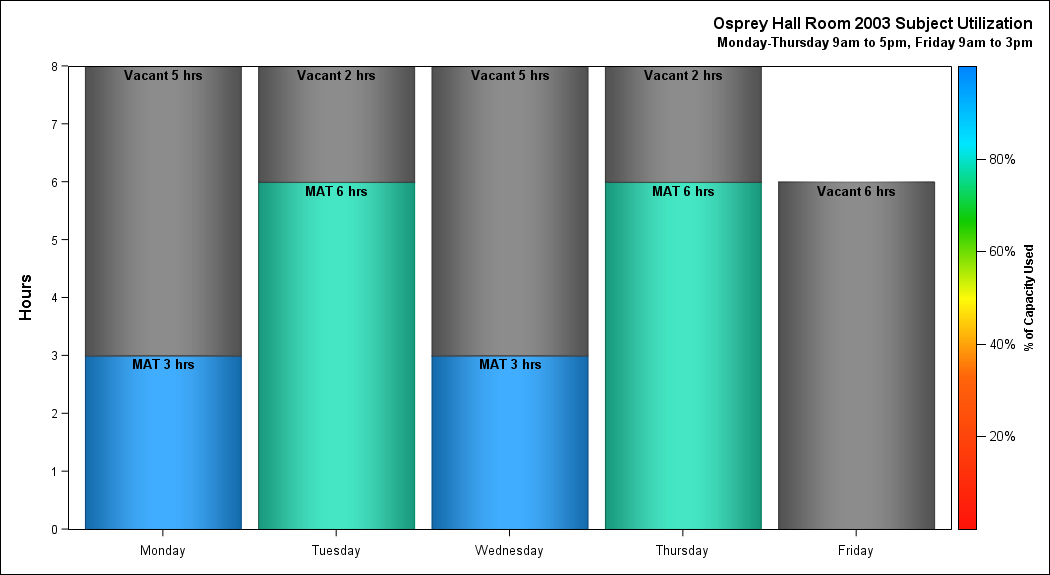 Osprey Hall Room 2003 Subject Utilization
Monday-Thursday 9am to 5pm, Friday 9am to 3pm
8
7
6
5
4
3
2
1
0
Hours
Vacant 5 hrs
MAT 3 hrs
Vacant 2 hrs
MAT 6 hrs
Vacant 5 hrs
MAT 3 hrs
Vacant 2 hrs
MAT 6 hrs
Vacant 6 hrs
Monday
Tuesday
Wednesday
Thursday
Friday
80%
60%
40%
20%
% of Capacity Used